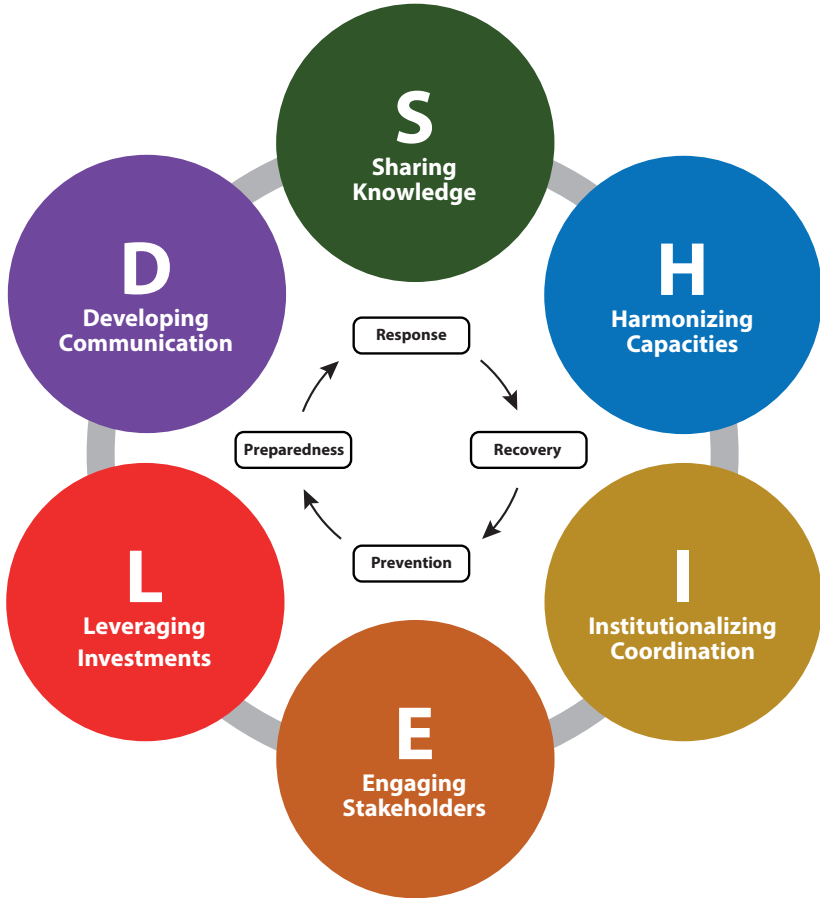 S
Sharing
Knowledge
H
Harmonizing
Capacities
I
Institutionalizing
Coordination
E
Engaging
Stakeholders
L
Leveraging
Investments
D
Developing
Communication
Response
Recovery
Prevention
Preparedness